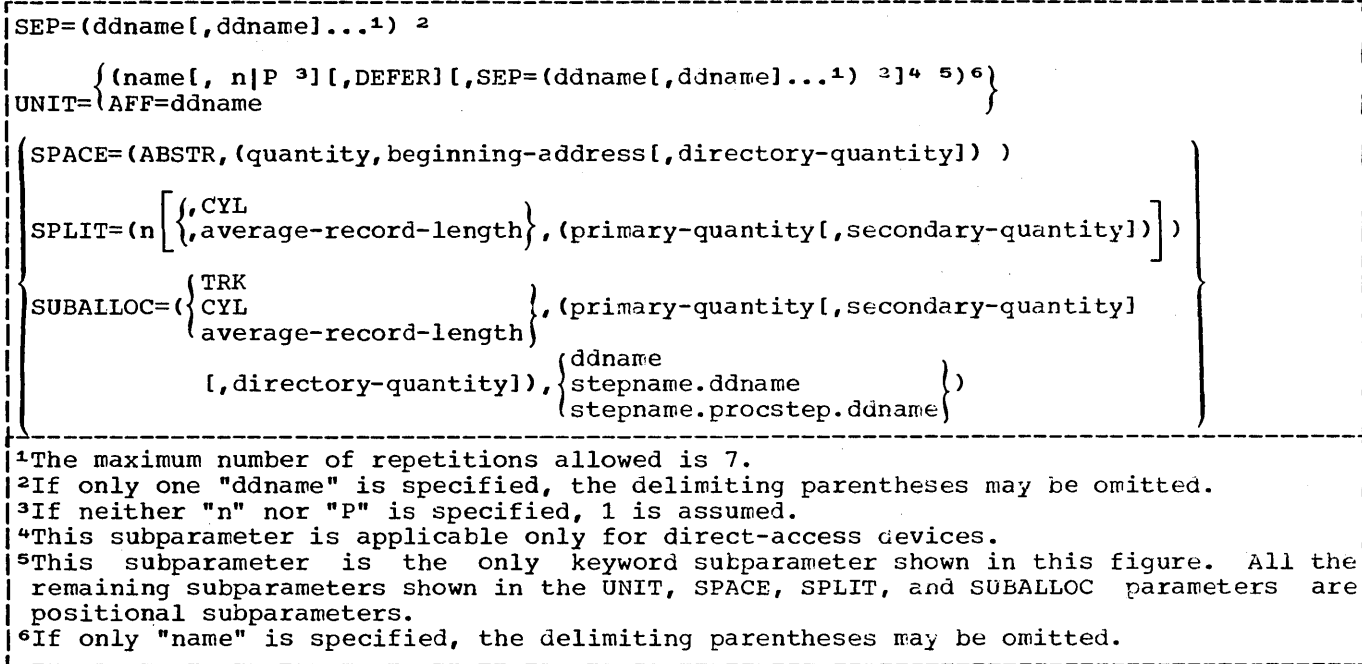 SEP=(ddname[,ddname]...¹) ²
(name[, n|P ³][,DEFER][,SEP=(ddname[,ddname]...¹) ²]⁴ ⁵)⁶
UNIT= AFF=ddname
SPACE=(ABSTR,(quantity,beginning-address[,directory-quantity]) )
,CYL
SPLIT=(n[{,average-record-length},(primary-quantity[,secondary-quantity])])
TRK
SUBALLOC=({CYL},(primary-quantity[,secondary-quantity]
average-record-length
ddname
[,directory-quantity]),{stepname.ddname})
stepname.procstep.ddname
¹The maximum number of repetitions allowed is 7.
²If only one "ddname" is specified, the delimiting parentheses may be omitted.
³If neither "n" nor "P" is specified, 1 is assumed.
⁴This subparameter is applicable only for direct-access devices.
⁵This subparameter is the only keyword subparameter shown in this figure. All the
remaining subparameters shown in the UNIT, SPACE, SPLIT, and SUBALLOC parameters are
positional subparameters.
⁶If only "name" is specified, the delimiting parentheses may be omitted.